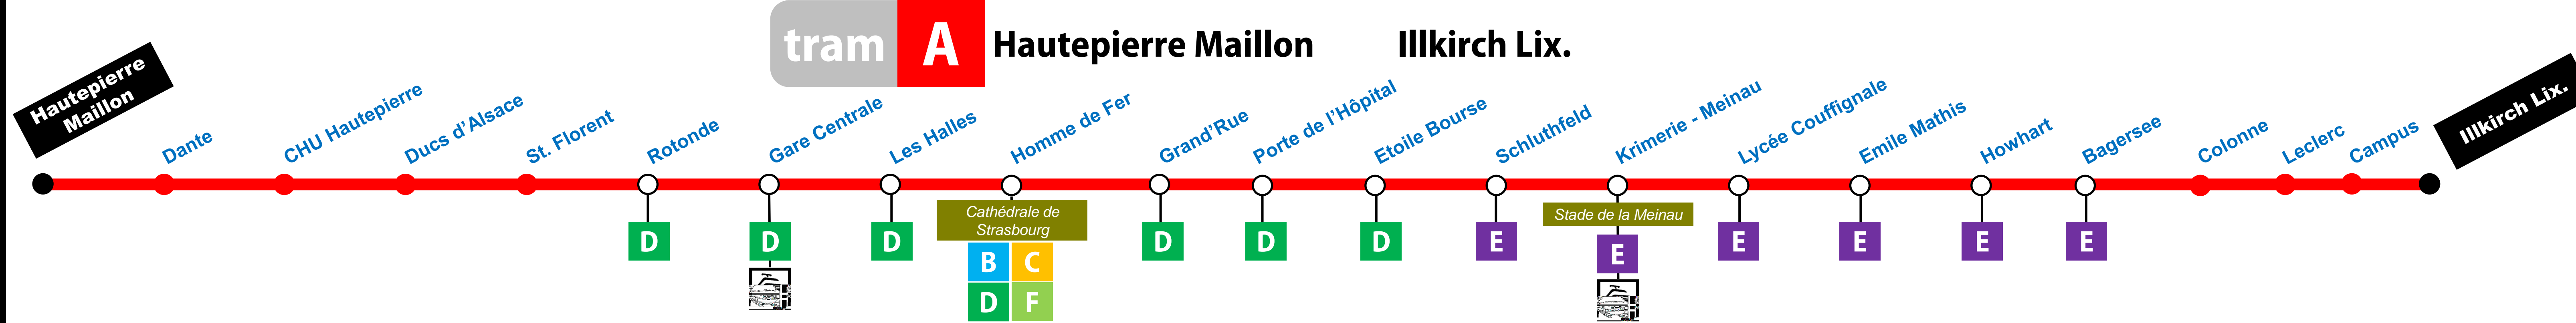 tram A Hautepierre Maillon Illkirch Lix.
Hautepierre
Maillon
Dante
CHU Hautepierre
Ducs d'Alsace
St. Florent
Rotonde
Gare Centrale
Les Halles
Homme de Fer
Grand'Rue
Porte de l'Hôpital
Etoile Bourse
Schluthfeld
Krimerie - Meinau
Lycée Couffignale
Emile Mathis
Howhart
Bagersee
Colonne
Leclerc
Campus
Illkirch Lix.
D
D
D
Cathédrale de
Strasbourg
B C
D F
D
D
D
E
Stade de la Meinau
E
E
E
E
E